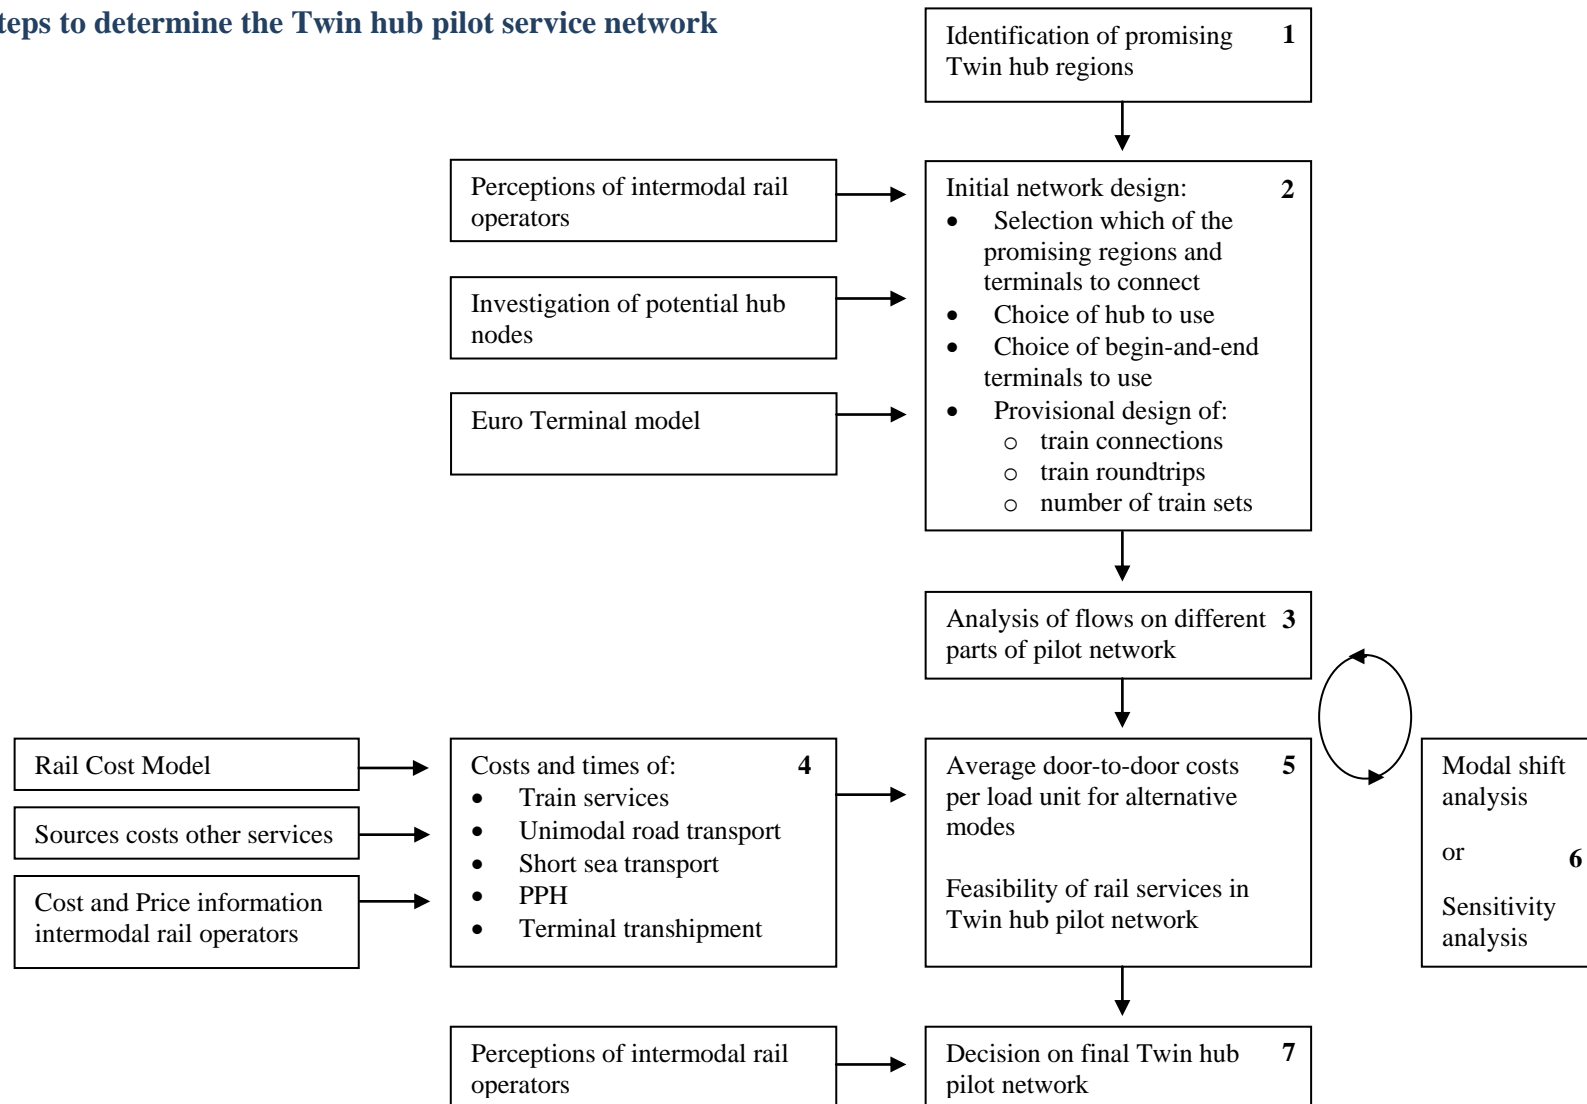 teps to determine the Twin hub pilot service network
Identification of promising 1
Twin hub regions
Perceptions of intermodal rail
operators
Investigation of potential hub
nodes
Euro Terminal model
Initial network design: 2
• Selection which of the
promising regions and
terminals to connect
• Choice of hub to use
• Choice of begin-and-end
terminals to use
• Provisional design of:
o train connections
o train roundtrips
o number of train sets
Analysis of flows on different 3
parts of pilot network
Rail Cost Model
Sources costs other services
Cost and Price information
intermodal rail operators
Costs and times of: 4
• Train services
• Unimodal road transport
• Short sea transport
• PPH
• Terminal transhipment
Average door-to-door costs 5
per load unit for alternative
modes
Feasibility of rail services in
Twin hub pilot network
Modal shift
analysis
or 6
Sensitivity
analysis
Perceptions of intermodal rail
operators
Decision on final Twin hub 7
pilot network